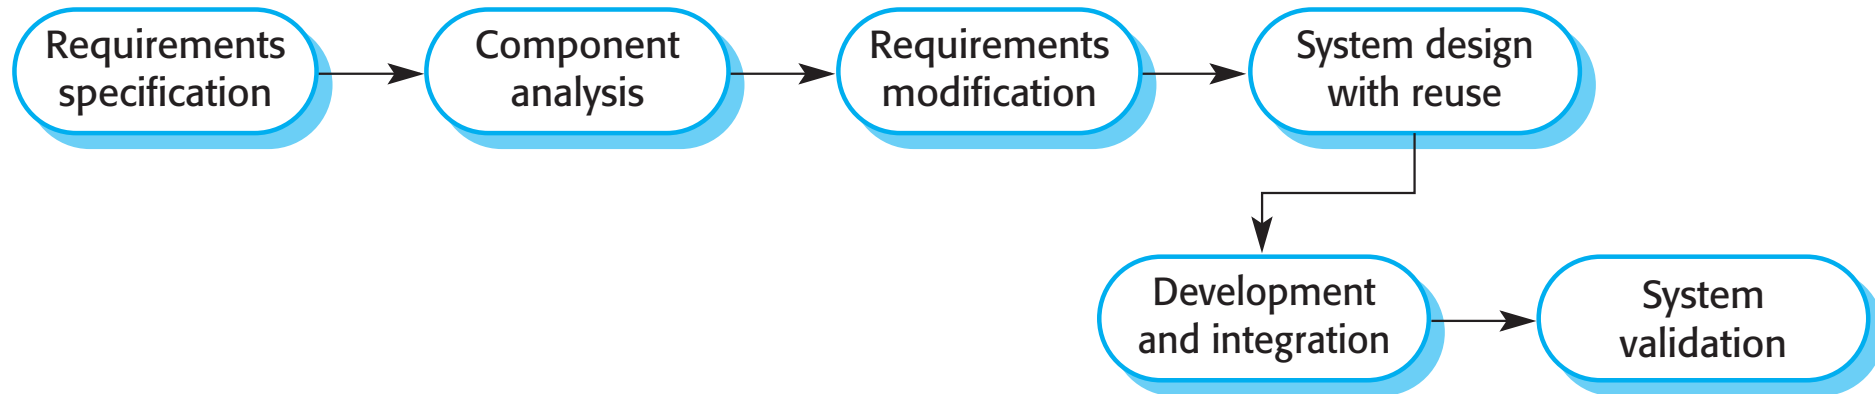 Requirements
specification
Component
analysis
Requirements
modification
System design
with reuse
Development
and integration
System
validation